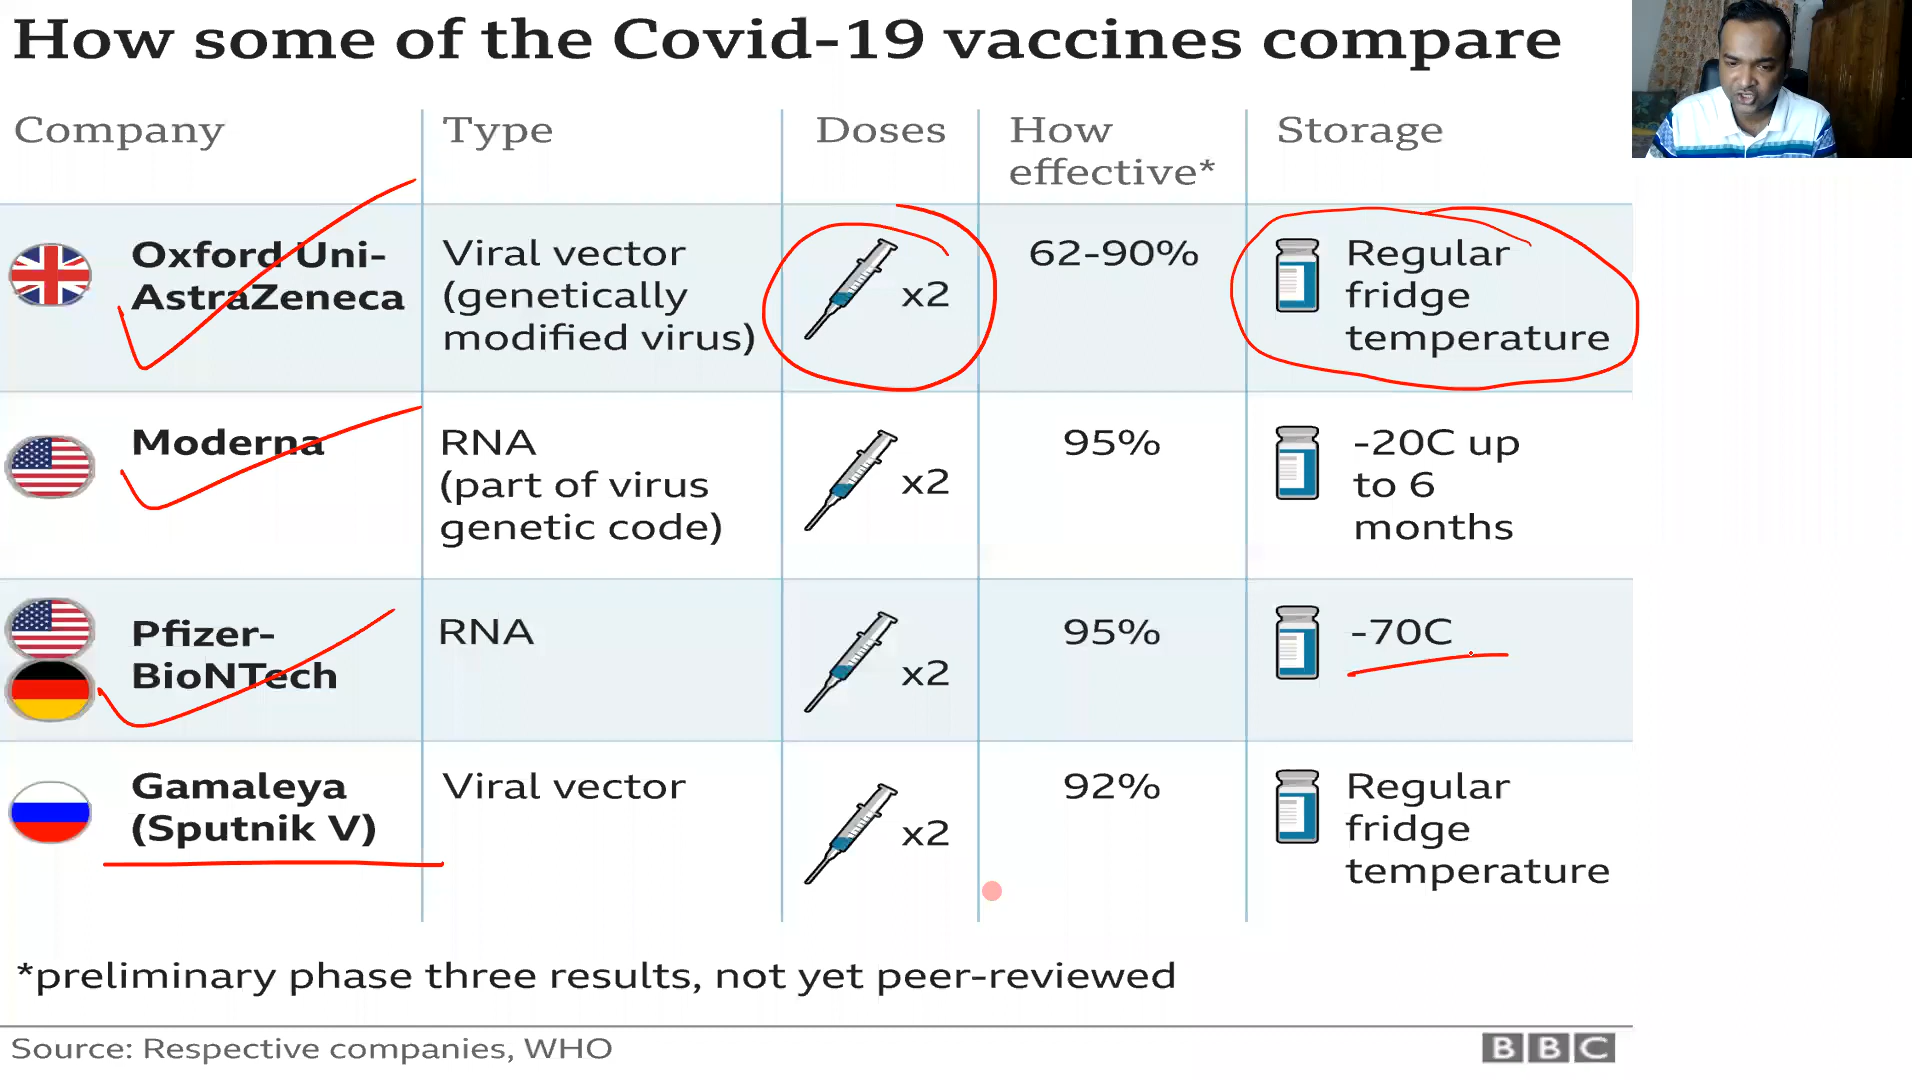 How some of the Covid-19 vaccines compare
Company
Type
Doses
How
effective*
Storage
Oxford Uni-
AstraZeneca
Viral vector
(genetically
modified virus)
x2
62-90%
Regular
fridge
temperature
Moderna
RNA
(part of virus
genetic code)
x2
95%
-20C up
to 6
months
Pfizer-
BioNTech
RNA
x2
95%
-70C
Gamaleya
(Sputnik V)
Viral vector
x2
92%
Regular
fridge
temperature
*preliminary phase three results, not yet peer-reviewed
Source: Respective companies, WHO
BBC